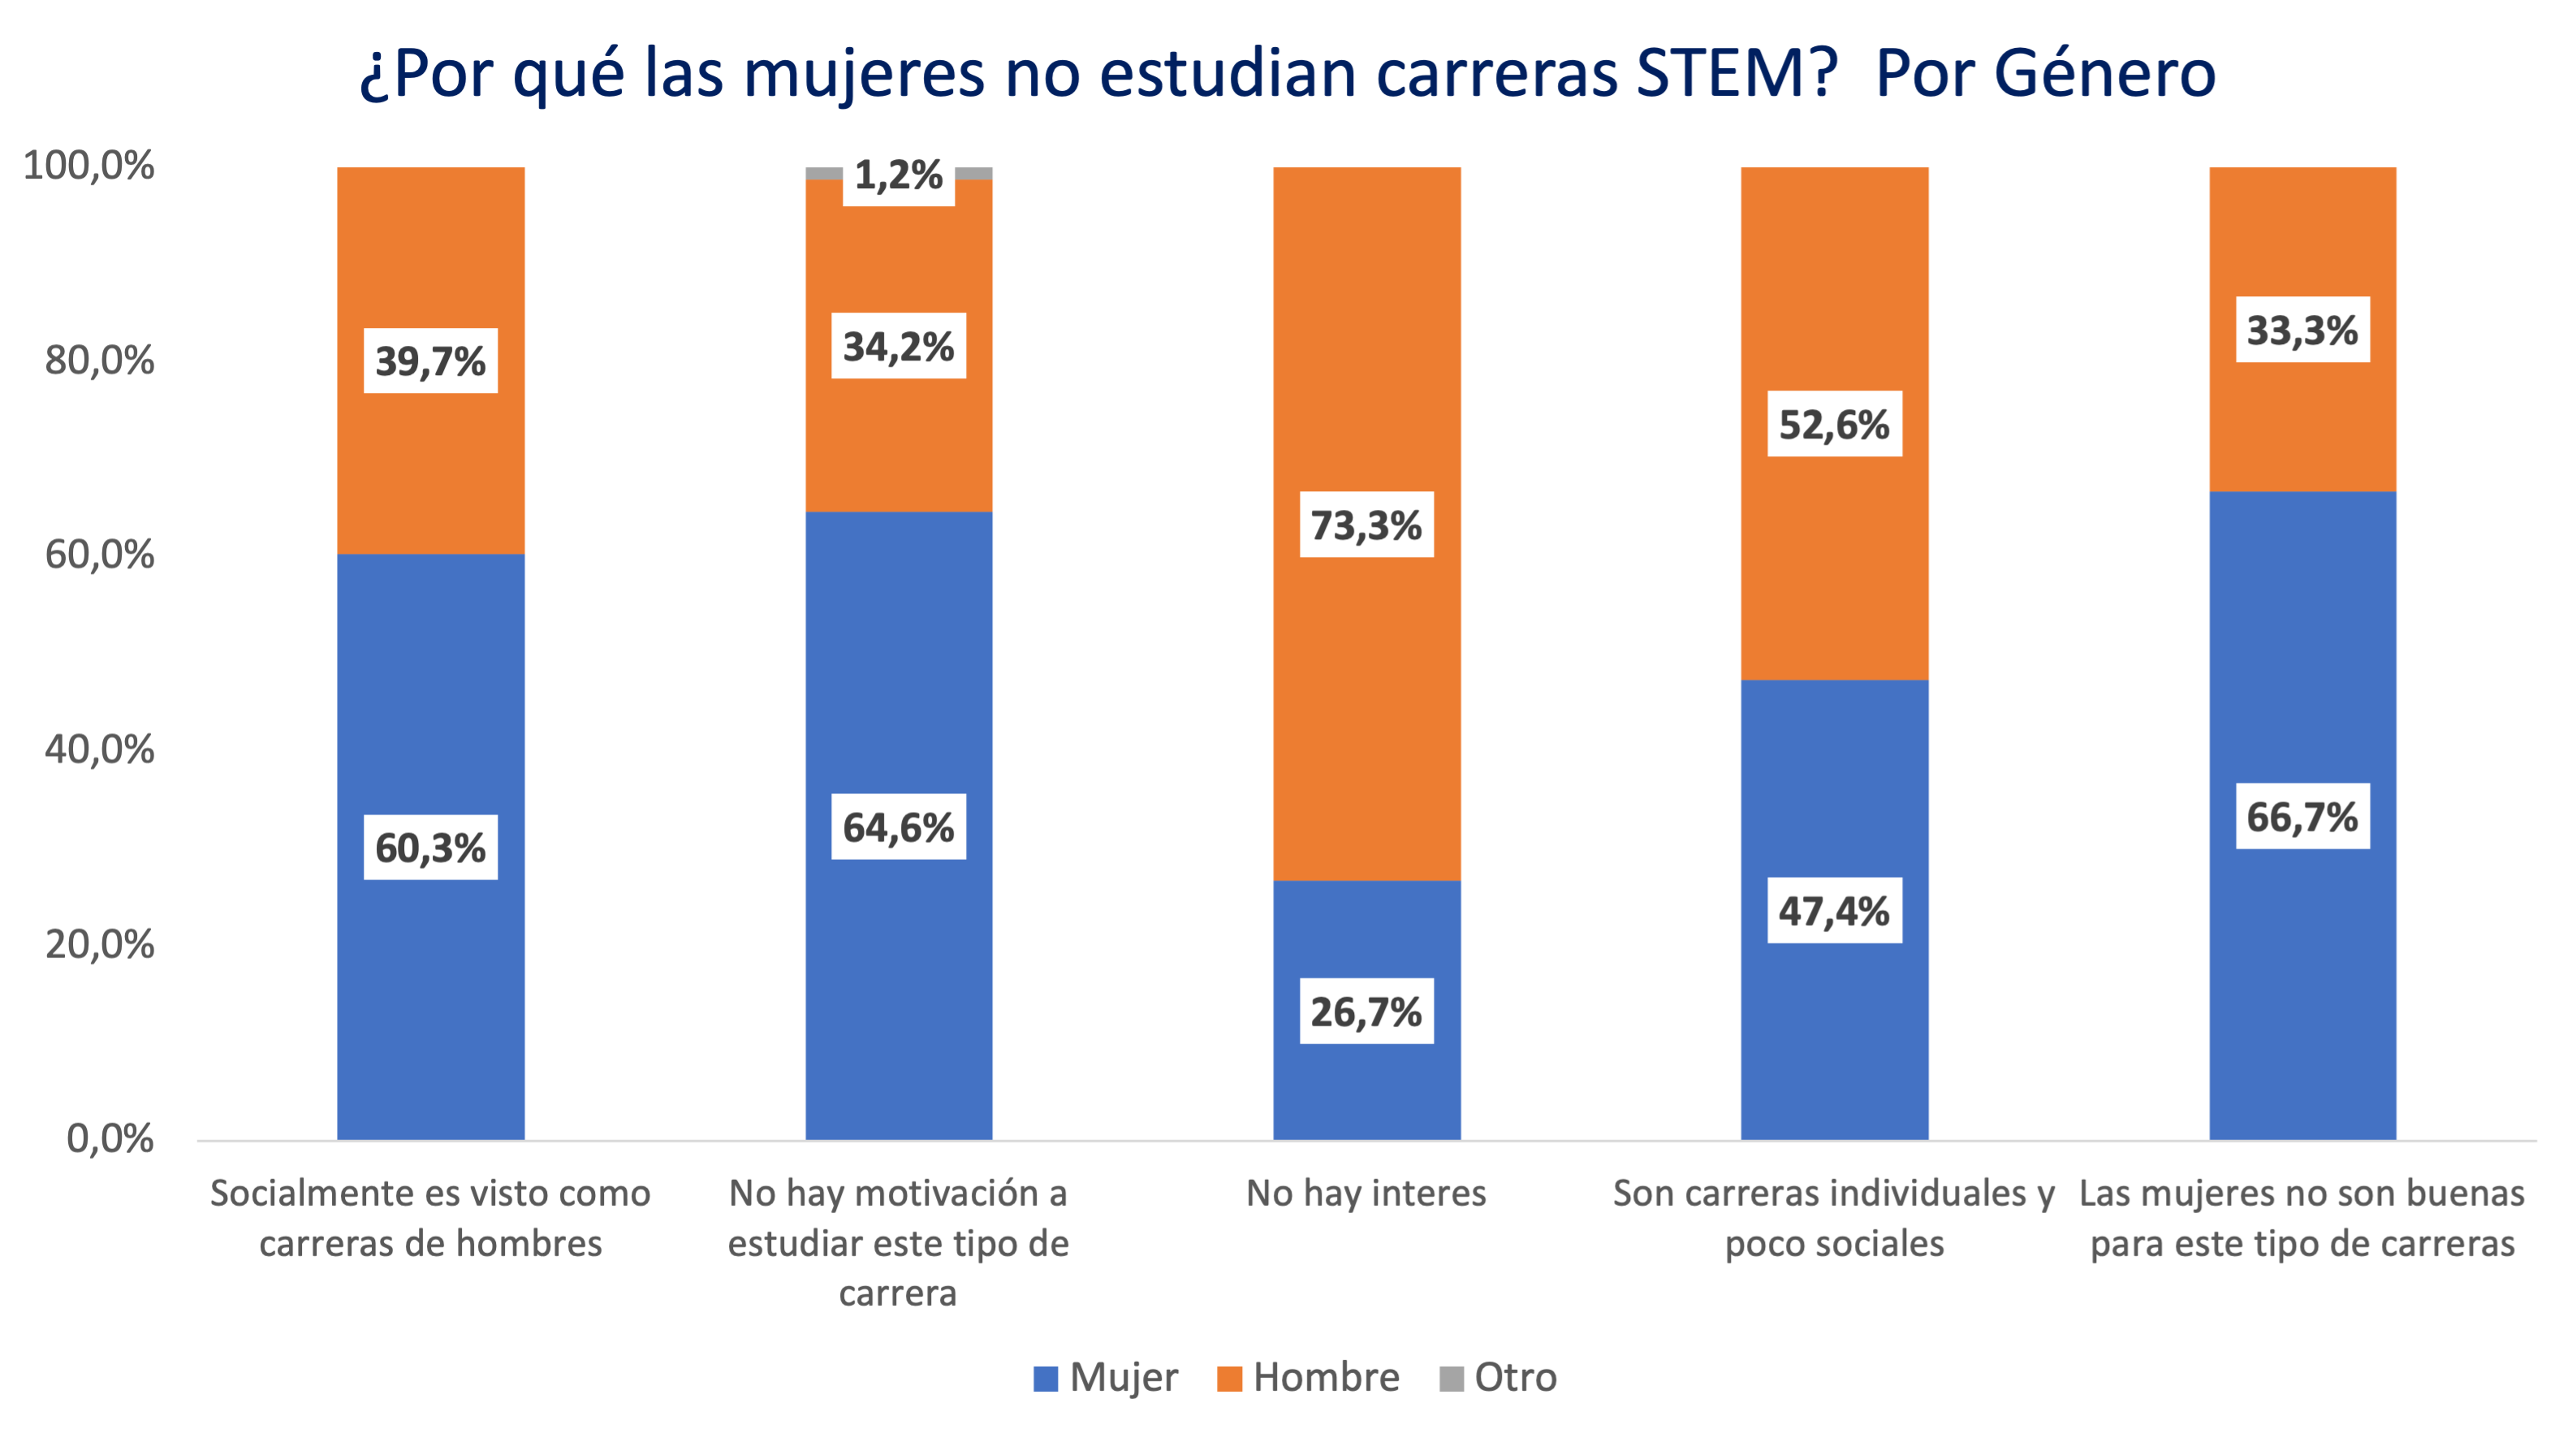 ¿Por qué las mujeres no estudian carreras STEM?  Por Género
100,0%
80,0%
60,0%
40,0%
20,0%
0,0%
39,7%
60,3%
1,2%
34,2%
64,6%
73,3%
26,7%
52,6%
47,4%
33,3%
66,7%
Socialmente es visto como
carreras de hombres
No hay motivación a
estudiar este tipo de
carrera
No hay interes
Son carreras individuales y
poco sociales
Las mujeres no son buenas
para este tipo de carreras
Mujer Hombre Otro